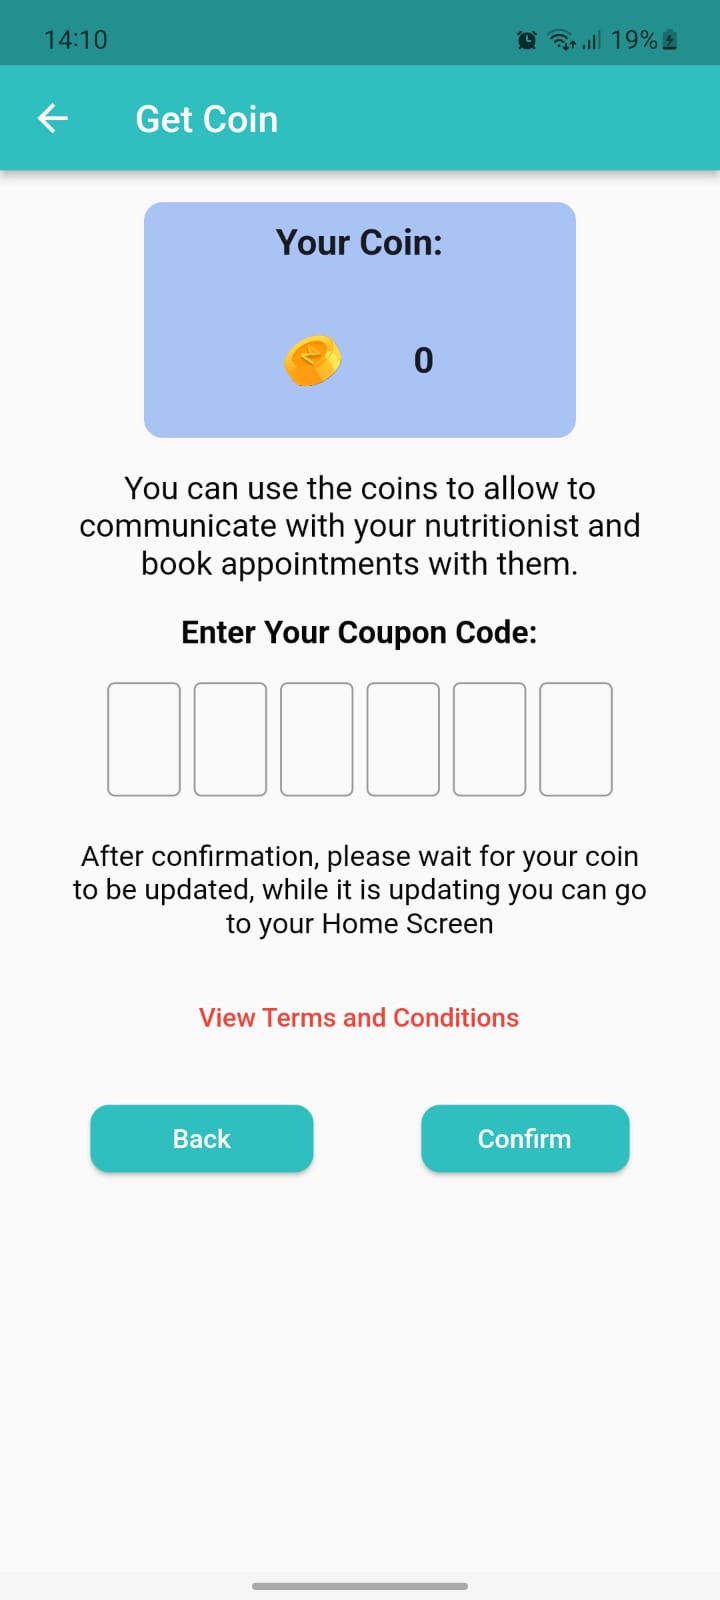 14:10
19%
Get Coin
Your Coin:
0
You can use the coins to allow to
communicate with your nutritionist and
book appointments with them.
Enter Your Coupon Code:
After confirmation, please wait for your coin
to be updated, while it is updating you can go
to your Home Screen
View Terms and Conditions
Back
Confirm